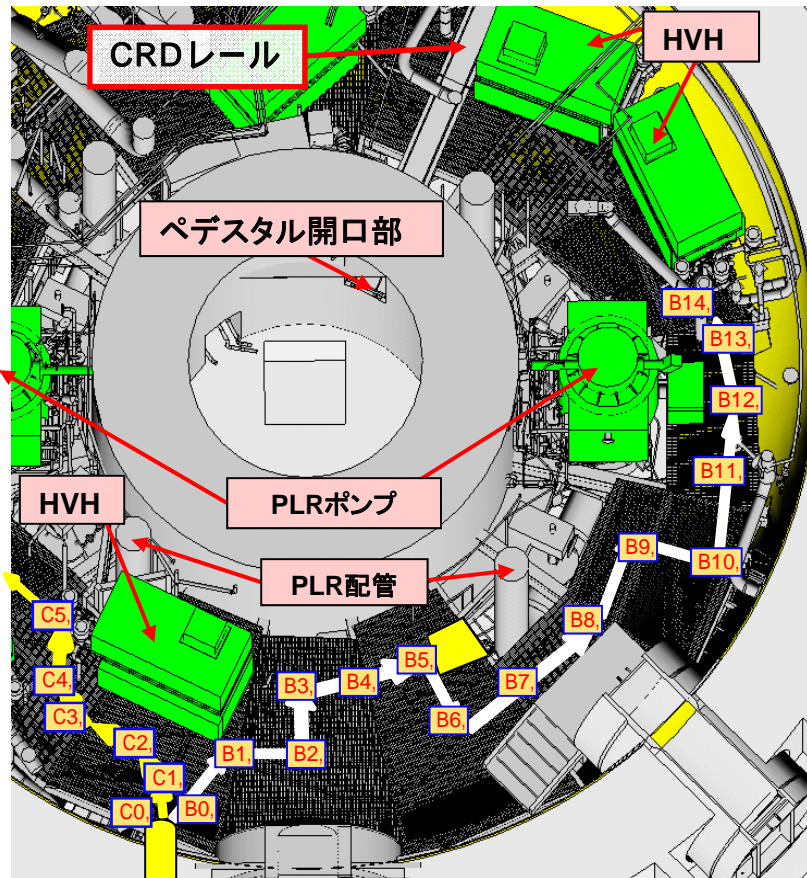 CRDレール
HVH
ペデスタル開口部
B14,
B13,
B12,
B11,
HVH
PLRポンプ
B9,
B10,
PLR配管
C5,
B8,
B5,
C4,
B3,
B4,
B7,
C3,
B6,
C2,
B1,
B2,
C1,
C0,
B0,